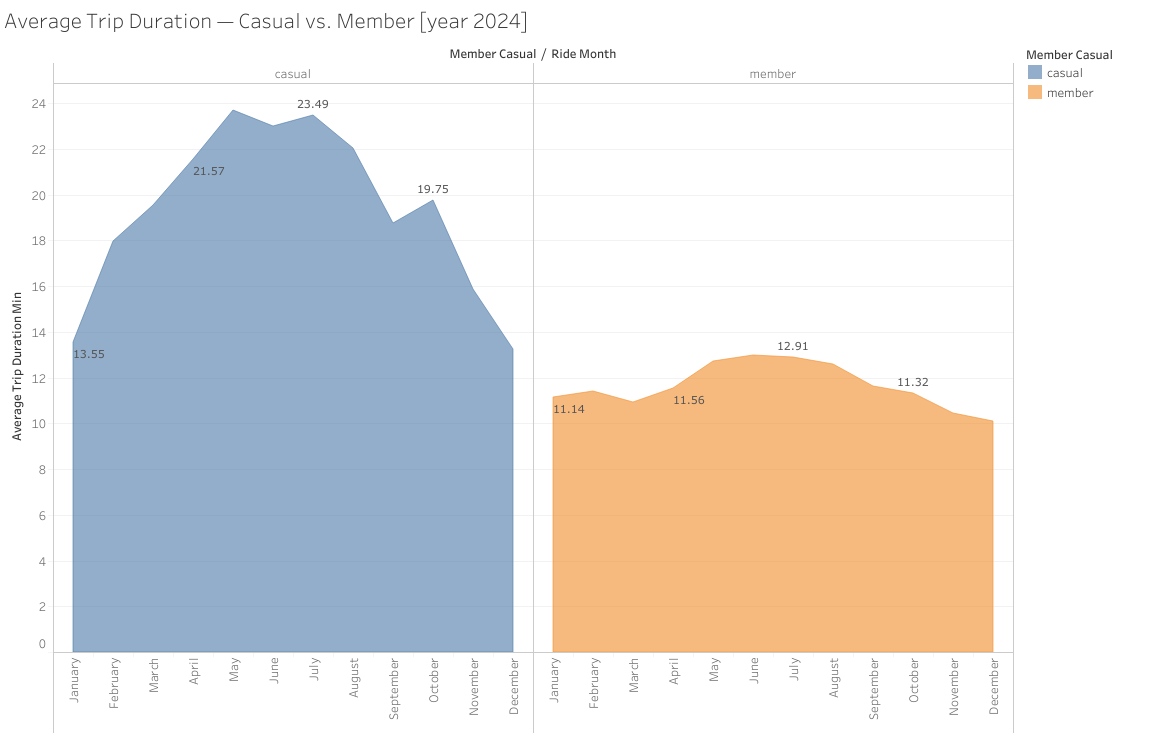 Average Trip Duration — Casual vs. Member [year 2024]
Member Casual / Ride Month
Member Casual
casual
member
casual
member
Average Trip Duration Min
24
22
20
18
16
14
12
10
8
6
4
2
0
13.55
21.57
23.49
19.75
11.14
11.56
12.91
11.32
January
February
March
April
May
June
July
August
September
October
November
December
January
February
March
April
May
June
July
August
September
October
November
December